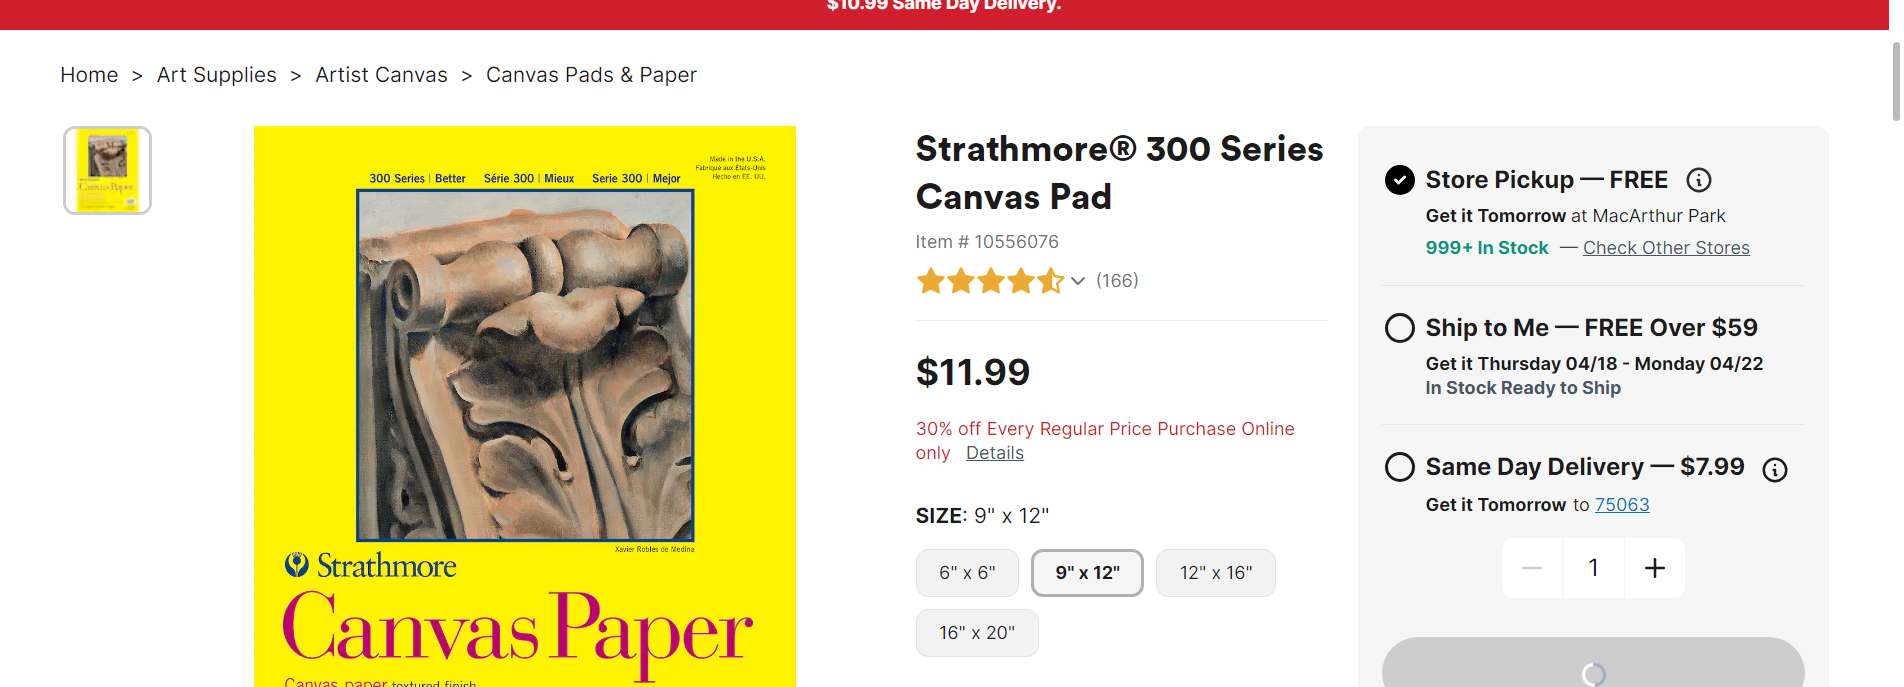 $10.99 Same Day Delivery.
Home > Art Supplies > Artist Canvas > Canvas Pads & Paper
Made in the U.S.A.
Fabriqué aux États-Unis
Hecho en EE. UU.
300 Series | Better Série 300 | Mieux Serie 300 | Mejor
Xavier Robles de Medina
Strathmore
Canvas Paper
Canvas paper textured finish
Strathmore® 300 Series
Canvas Pad
Item # 10556076
(166)
$11.99
30% off Every Regular Price Purchase Online
only Details
SIZE: 9" x 12"
6" x 6" 9" x 12" 12" x 16"
16" x 20"
Store Pickup — FREE
Get it Tomorrow at MacArthur Park
999+ In Stock — Check Other Stores
Ship to Me — FREE Over $59
Get it Thursday 04/18 - Monday 04/22
In Stock Ready to Ship
Same Day Delivery — $7.99
Get it Tomorrow to 75063
1